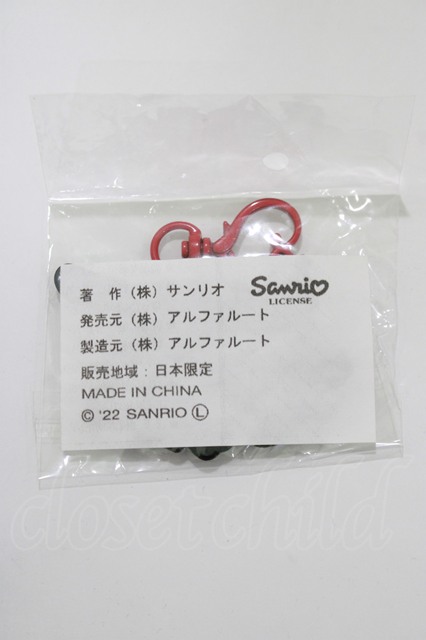 著　作（株）サンリオ
Sanrio
LICENSE
発売元（株）アルファルート
製造元（株）アルファルート
販売地域：日本限定
MADE IN CHINA
© '22 SANRIO Ⓛ
closetchild